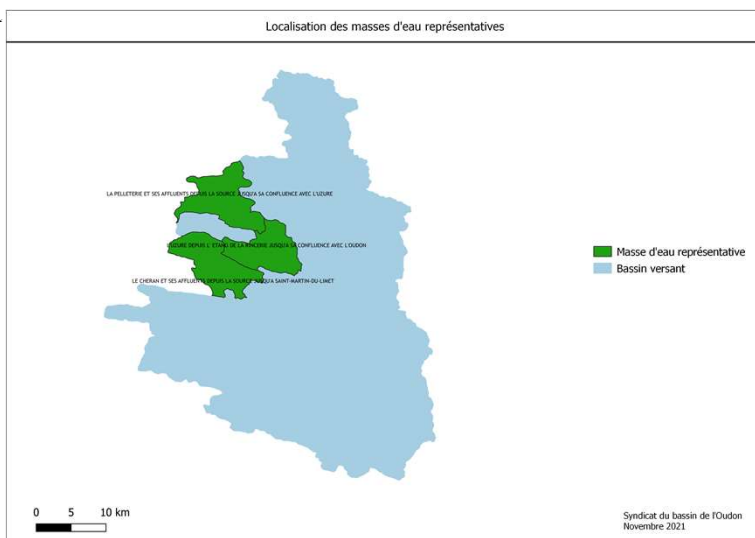 Localisation des masses d'eau représentatives
LA PELLETERIE ET SES AFFLUENTS DEPUIS LA SOURCE JUSQU'A SA CONFLUENCE AVEC L'UZURE
L'UZURE DEPUIS L'ETANG DE LA RINCERIE JUSQU'A SA CONFLUENCE AVEC L'OUDON
LE CHERAN ET SES AFFLUENTS DEPUIS LA SOURCE JUSQU'A SAINT-MARTIN-DU-LIMET
Masse d'eau représentative
Bassin versant
0 5 10 km
Syndicat du bassin de l'Oudon
Novembre 2021